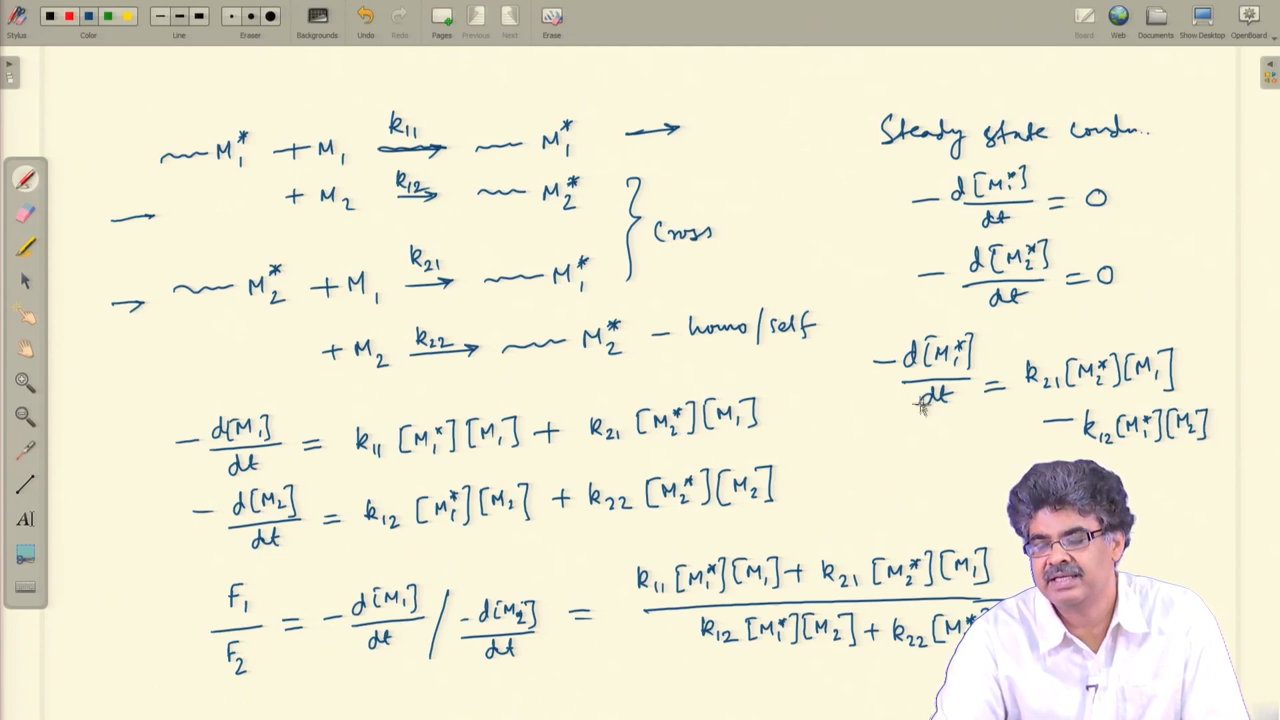 Stylus Color Line Eraser Backgrounds Undo Redo Pages Previous Next Erase Board Web Documents Show Desktop OpenBoard
~~~M₁* + M₁ —k₁₁→ ~~~M₁* →
+ M₂ —k₁₂→ ~~~M₂*
} Cross
→ ~~~M₂* + M₁ —k₂₁→ ~~~M₁*
+ M₂ —k₂₂→ ~~~M₂* – homo/self
- d[M₁]/dt = k₁₁ [M₁*][M₁] + k₂₁ [M₂*][M₁]
- d[M₂]/dt = k₁₂ [M₁*][M₂] + k₂₂ [M₂*][M₂]
F₁/F₂ = - d[M₁]/dt / -d[M₂]/dt = k₁₁ [M₁*][M₁] + k₂₁ [M₂*][M₁] / k₁₂ [M₁*][M₂] + k₂₂ [M
Steady state condn..
- d[M₁*]/dt = 0
- d[M₂*]/dt = 0
- d[M₁*]/dt = k₂₁[M₂*][M₁]
- k₁₂[M₁*][M₂]
AI